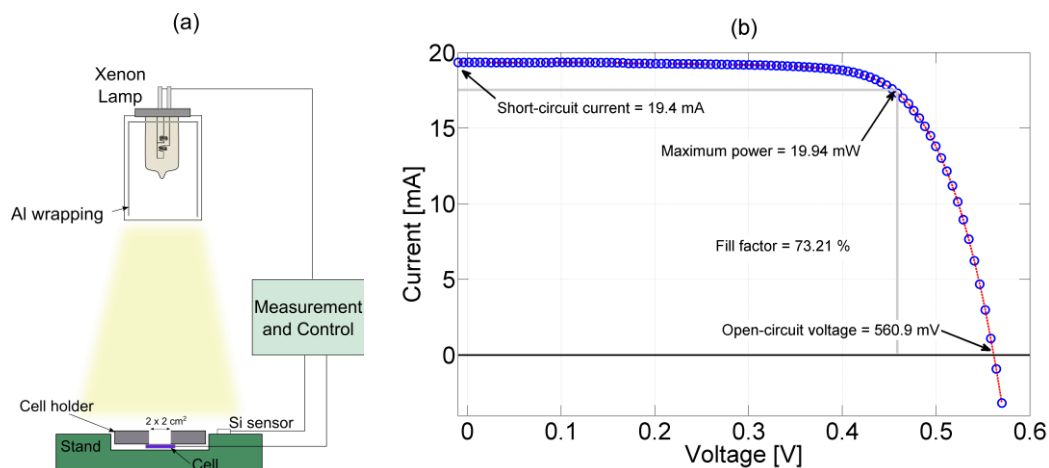 (a)
Xenon
Lamp
Al wrapping
Measurement
and Control
Cell holder
2 x 2 cm²
Si sensor
Stand
Cell
(b)
20
15
10
5
0
Current [mA]
Short-circuit current = 19.4 mA
Maximum power = 19.94 mW
Fill factor = 73.21 %
Open-circuit voltage = 560.9 mV
0 0.1 0.2 0.3 0.4 0.5 0.6
Voltage [V]